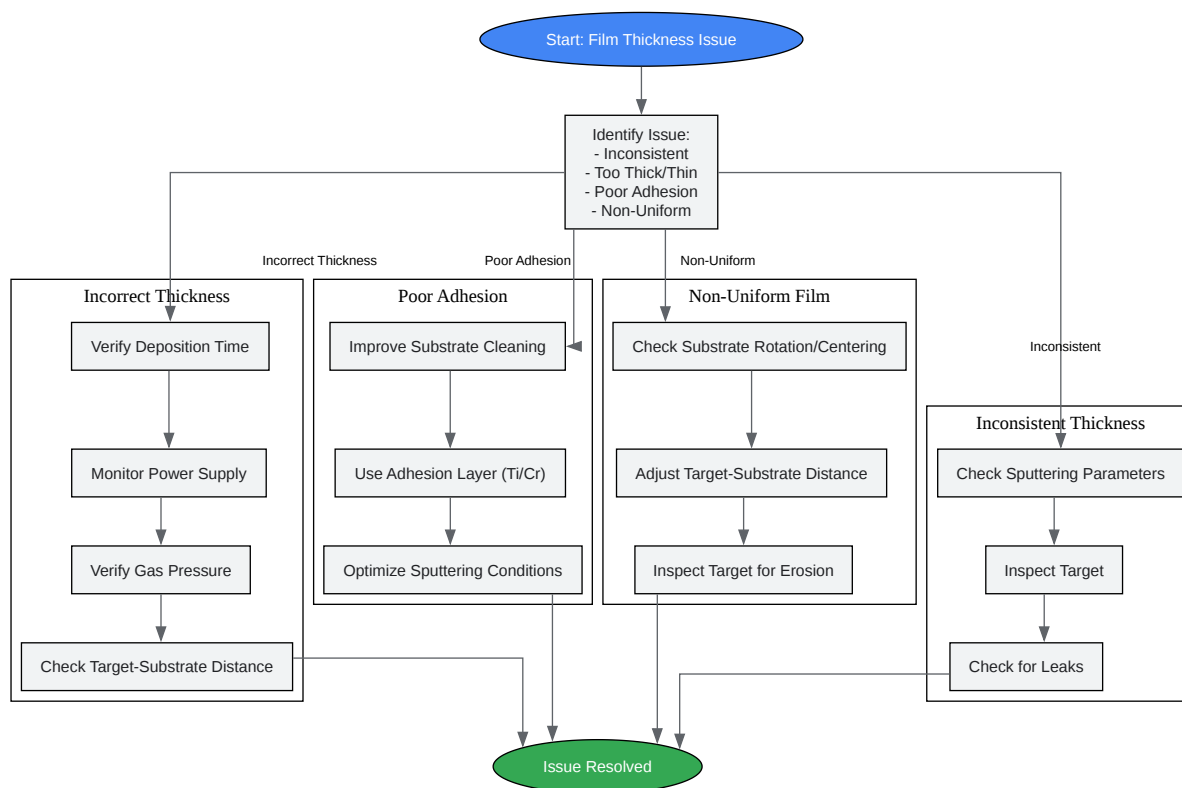 Start: Film Thickness Issue
Identify Issue:
- Inconsistent
- Too Thick/Thin
- Poor Adhesion
- Non-Uniform
Incorrect Thickness
Poor Adhesion
Non-Uniform
Inconsistent
Incorrect Thickness
Verify Deposition Time
Monitor Power Supply
Verify Gas Pressure
Check Target-Substrate Distance
Poor Adhesion
Improve Substrate Cleaning
Use Adhesion Layer (Ti/Cr)
Optimize Sputtering Conditions
Non-Uniform Film
Check Substrate Rotation/Centering
Adjust Target-Substrate Distance
Inspect Target for Erosion
Inconsistent Thickness
Check Sputtering Parameters
Inspect Target
Check for Leaks
Issue Resolved